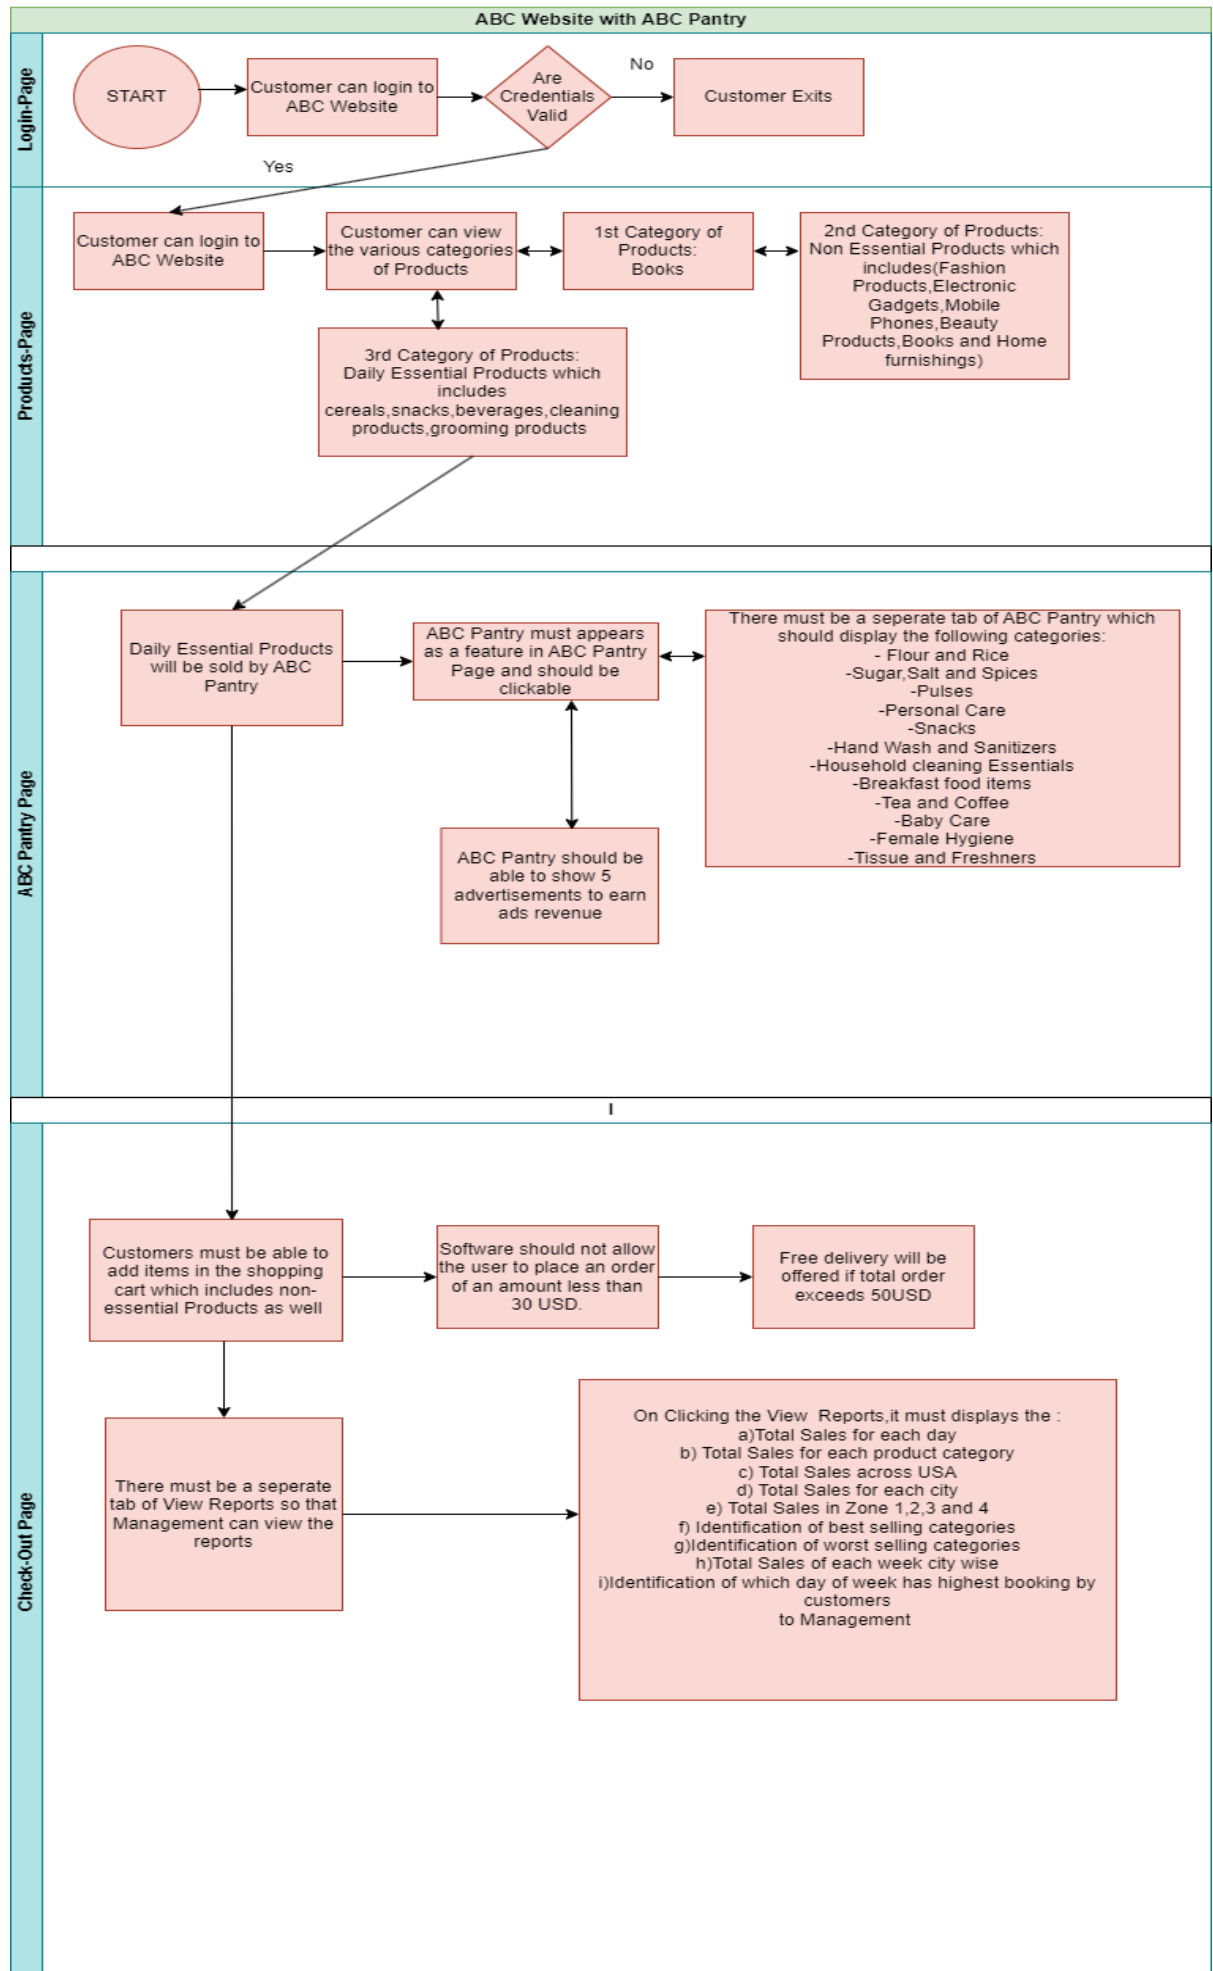 ABC Website with ABC Pantry
Login-Page
START
Customer can login to
ABC Website
Are
Credentials
Valid
No
Customer Exits
Yes
Products-Page
Customer can login to
ABC Website
Customer can view
the various categories
of Products
1st Category of
Products:
Books
2nd Category of Products:
Non Essential Products which
includes(Fashion
Products,Electronic
Gadgets,Mobile
Phones,Beauty
Products,Books and Home
furnishings)
3rd Category of Products:
Daily Essential Products which
includes
cereals,snacks,beverages,cleaning
products,grooming products
ABC Pantry Page
Daily Essential Products
will be sold by ABC
Pantry
ABC Pantry must appears
as a feature in ABC Pantry
Page and should be
clickable
There must be a seperate tab of ABC Pantry which
should display the following categories:
- Flour and Rice
-Sugar,Salt and Spices
-Pulses
-Personal Care
-Snacks
-Hand Wash and Sanitizers
-Household cleaning Essentials
-Breakfast food items
-Tea and Coffee
-Baby Care
-Female Hygiene
-Tissue and Freshners
ABC Pantry should be
able to show 5
advertisements to earn
ads revenue
I
Check-Out Page
Customers must be able to
add items in the shopping
cart which includes non-
essential Products as well
Software should not allow
the user to place an order
of an amount less than
30 USD.
Free delivery will be
offered if total order
exceeds 50USD
There must be a seperate
tab of View Reports so that
Management can view the
reports
On Clicking the View  Reports,it must displays the :
a)Total Sales for each day
b) Total Sales for each product category
c) Total Sales across USA
d) Total Sales for each city
e) Total Sales in Zone 1,2,3 and 4
f) Identification of best selling categories
g)Identification of worst selling categories
h)Total Sales of each week city wise
i)Identification of which day of week has highest booking by
customers
to Management